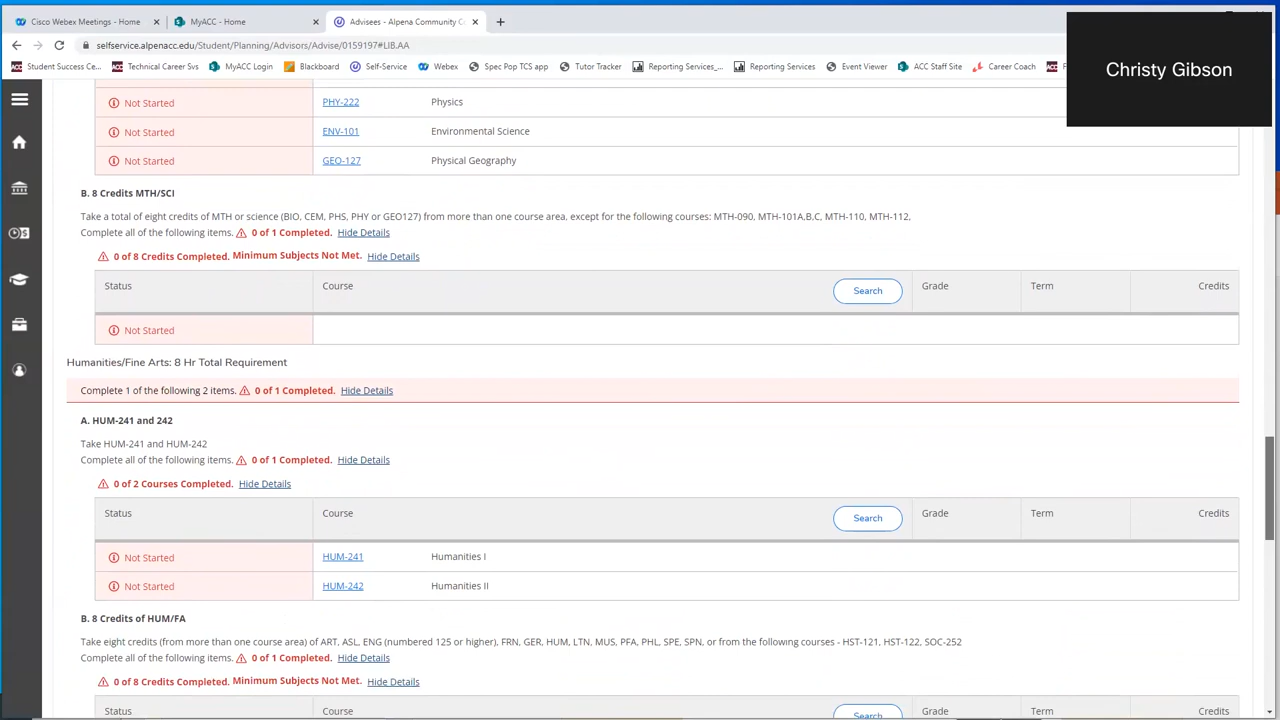 Cisco Webex Meetings - Home
MyACC - Home
Advisees - Alpena Community Co
selfservice.alpenacc.edu/Student/Planning/Advisors/Advise/0159197#LIB.AA
Student Success Ce...
Technical Career Svs
MyACC Login
Blackboard
Self-Service
Webex
Spec Pop TCS app
Tutor Tracker
Reporting Services_...
Reporting Services
Event Viewer
ACC Staff Site
Career Coach
Christy Gibson
Not Started PHY-222 Physics
Not Started ENV-101 Environmental Science
Not Started GEO-127 Physical Geography
B. 8 Credits MTH/SCI
Take a total of eight credits of MTH or science (BIO, CEM, PHS, PHY or GEO127) from more than one course area, except for the following courses: MTH-090, MTH-101A,B,C, MTH-110, MTH-112,
Complete all of the following items. 0 of 1 Completed. Hide Details
0 of 8 Credits Completed. Minimum Subjects Not Met. Hide Details
Status Course Search Grade Term Credits
Not Started
Humanities/Fine Arts: 8 Hr Total Requirement
Complete 1 of the following 2 items. 0 of 1 Completed. Hide Details
A. HUM-241 and 242
Take HUM-241 and HUM-242
Complete all of the following items. 0 of 1 Completed. Hide Details
0 of 2 Courses Completed. Hide Details
Status Course Search Grade Term Credits
Not Started HUM-241 Humanities I
Not Started HUM-242 Humanities II
B. 8 Credits of HUM/FA
Take eight credits (from more than one course area) of ART, ASL, ENG (numbered 125 or higher), FRN, GER, HUM, LTN, MUS, PFA, PHL, SPE, SPN, or from the following courses - HST-121, HST-122, SOC-252
Complete all of the following items. 0 of 1 Completed. Hide Details
0 of 8 Credits Completed. Minimum Subjects Not Met. Hide Details
Status Course Search Grade Term Credits